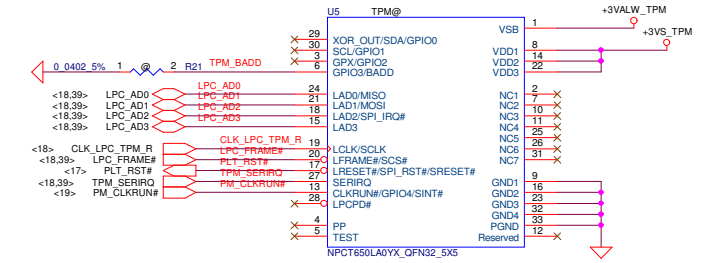 U5 TPM@
+3VALW_TPM
+3VS_TPM
29 XOR_OUT/SDA/GPIO0 VSB 1
30 SCL/GPIO1
3 GPX/GPIO2 VDD1 8
0_0402_5% 1 @ 2 R21 TPM_BADD 6 GPIO3/BADD VDD2 14
VDD3 22
<18,39> LPC_AD0 LPC_AD0 24 LAD0/MISO NC1 2
<18,39> LPC_AD1 LPC_AD1 21 LAD1/MOSI NC2 7
<18,39> LPC_AD2 LPC_AD2 18 LAD2/SPI_IRQ# NC3 10
<18,39> LPC_AD3 LPC_AD3 15 LAD3 NC4 11
NC5 25
<18> CLK_LPC_TPM_R CLK_LPC_TPM_R 19 LCLK/SCLK NC6 26
<18,39> LPC_FRAME# LPC_FRAME# 20 LFRAME#/SCS# NC7 31
<17> PLT_RST# PLT_RST# 17 LRESET#/SPI_RST#/SRESET#
<18,39> TPM_SERIRQ TPM_SERIRQ 27 SERIRQ GND1 9
<19> PM_CLKRUN# PM_CLKRUN# 13 CLKRUN#/GPIO4/SINT# GND2 16
28 LPCPD# GND3 23
GND4 32
4 PP PGND 33
5 TEST Reserved 12
NPCT650LA0YX_QFN32_5X5